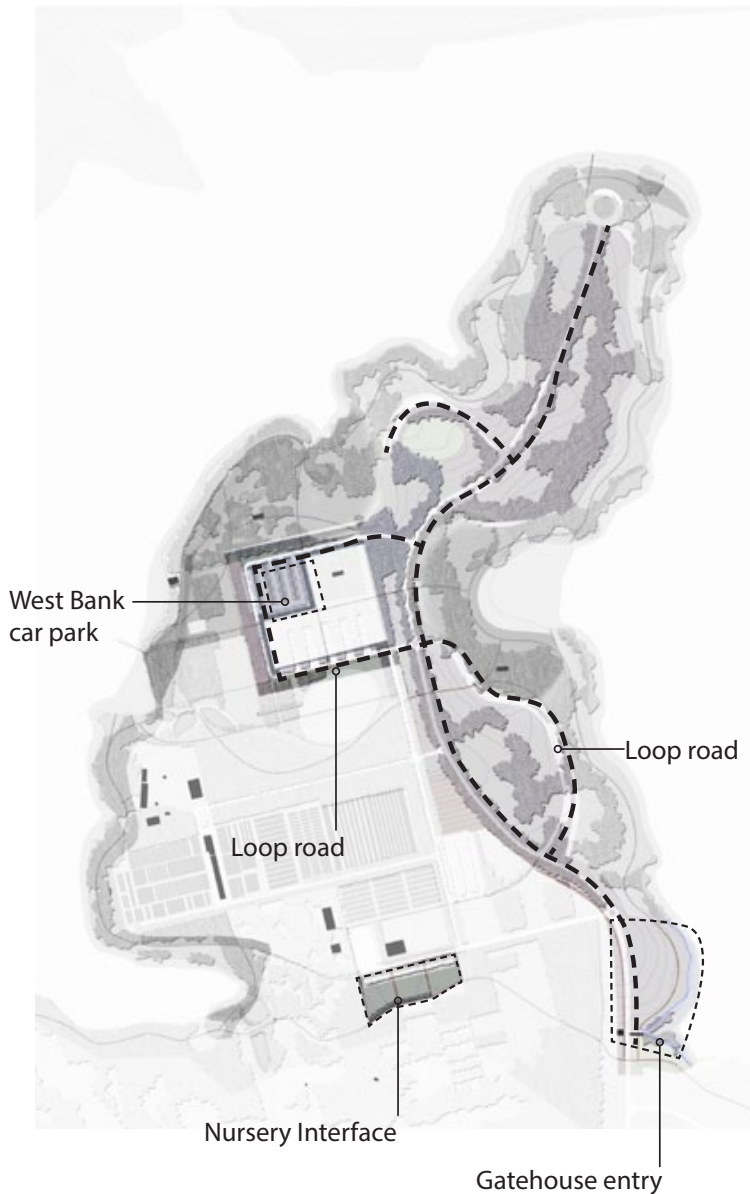 West Bank
car park
Loop road
Loop road
Nursery Interface
Gatehouse entry